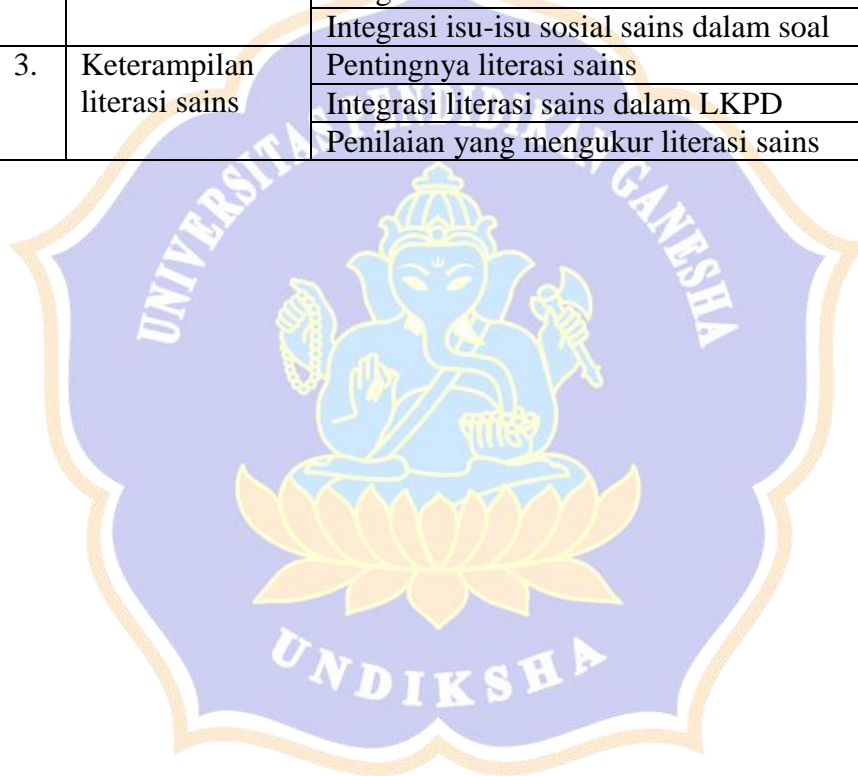 Integrasi isu-isu sosial sains dalam soal
3. Keterampilan literasi sains
Pentingnya literasi sains
Integrasi literasi sains dalam LKPD
Penilaian yang mengukur literasi sains
UNIVERSITAS PENDIDIKAN GANESHA
UNDIKSHA